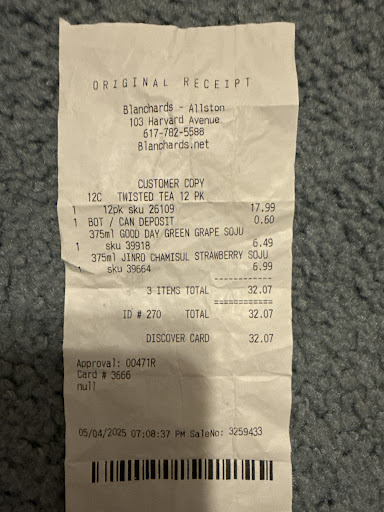 ORIGINAL RECEIPT
Blanchards - Allston
103 Harvard Avenue
617-782-5588
Blanchards.net
CUSTOMER COPY
12C TWISTED TEA 12 PK
1 12pk sku 26109 17.99
1 BOT / CAN DEPOSIT 0.60
375ml GOOD DAY GREEN GRAPE SOJU
1 sku 39918 6.49
375ml JINRO CHAMISUL STRAWBERRY SOJU
1 sku 39664 6.99
------------
3 ITEMS TOTAL 32.07
============
ID # 270 TOTAL 32.07
DISCOVER CARD 32.07
Approval: 00471R
Card # 3666
null
05/04/2025 07:08:37 PM SaleNo: 3259433